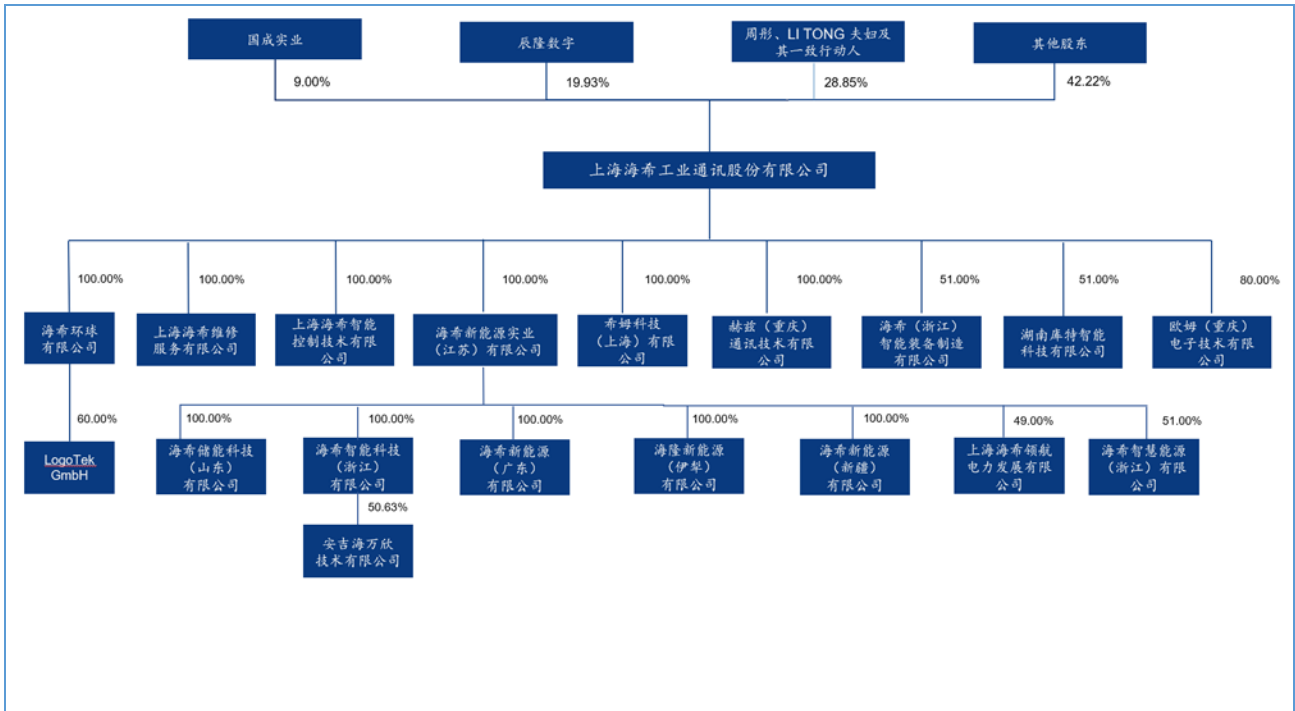 国成实业
辰隆数字
周彤、LI TONG 夫妇及
其一致行动人
其他股东
9.00%
19.93%
28.85%
42.22%
上海海希工业通讯股份有限公司
100.00%
100.00%
100.00%
100.00%
100.00%
100.00%
51.00%
51.00%
80.00%
海希环球
有限公司
上海海希维修
服务有限公司
上海海希智能
控制技术有限
公司
海希新能源实业
（江苏）有限公司
希姆科技
（上海）有限
公司
赫兹（重庆）
通讯技术有限
公司
海希（浙江）
智能装备制造
有限公司
湖南库特智能
科技有限公司
欧姆（重庆）
电子技术有限
公司
60.00%
100.00%
100.00%
100.00%
100.00%
100.00%
49.00%
51.00%
LogoTek
GmbH
海希储能科技
（山东）
有限公司
海希智能科技
（浙江）
有限公司
海希新能源
（广东）
有限公司
海隆新能源
（伊犁）
有限公司
海希新能源
（新疆）
有限公司
上海海希领航
电力发展有限
公司
海希智慧能源
（浙江）有限
公司
50.63%
安吉海万欣
技术有限公司